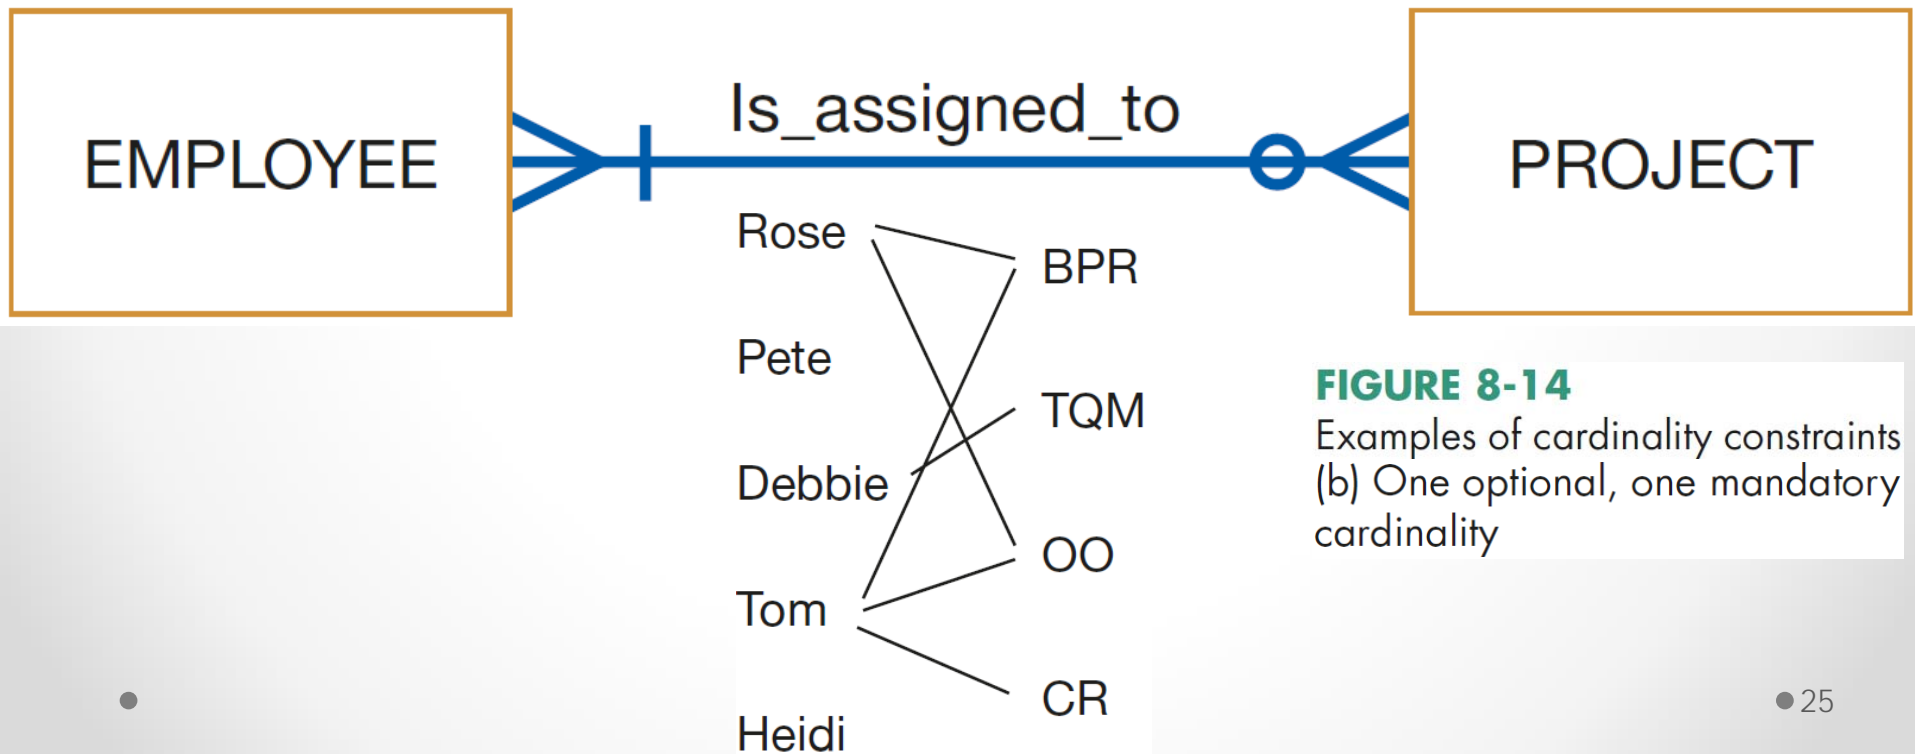 EMPLOYEE
Is_assigned_to
PROJECT
Rose
Pete
Debbie
Tom
Heidi
BPR
TQM
OO
CR
FIGURE 8-14
Examples of cardinality constraints
(b) One optional, one mandatory
cardinality
25